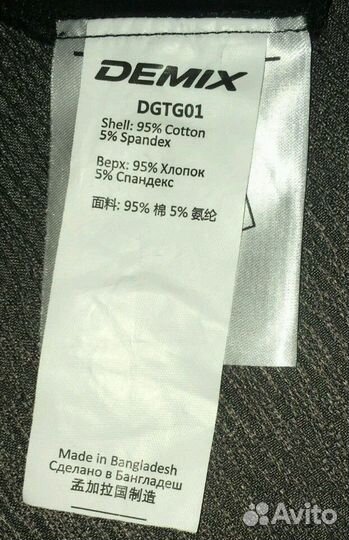 DEMIX
DGTG01
Shell: 95% Cotton
5% Spandex
Верх: 95% Хлопок
5% Спандекс
面料: 95% 棉 5% 氨纶
Made in Bangladesh
Сделано в Бангладеш
孟加拉国制造
Avito